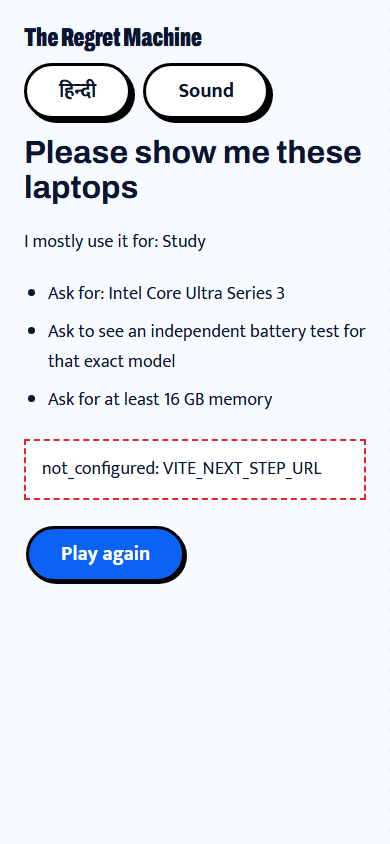 The Regret Machine
हिन्दी
Sound
Please show me these
laptops
I mostly use it for: Study
Ask for: Intel Core Ultra Series 3
Ask to see an independent battery test for
that exact model
Ask for at least 16 GB memory
not_configured: VITE_NEXT_STEP_URL
Play again